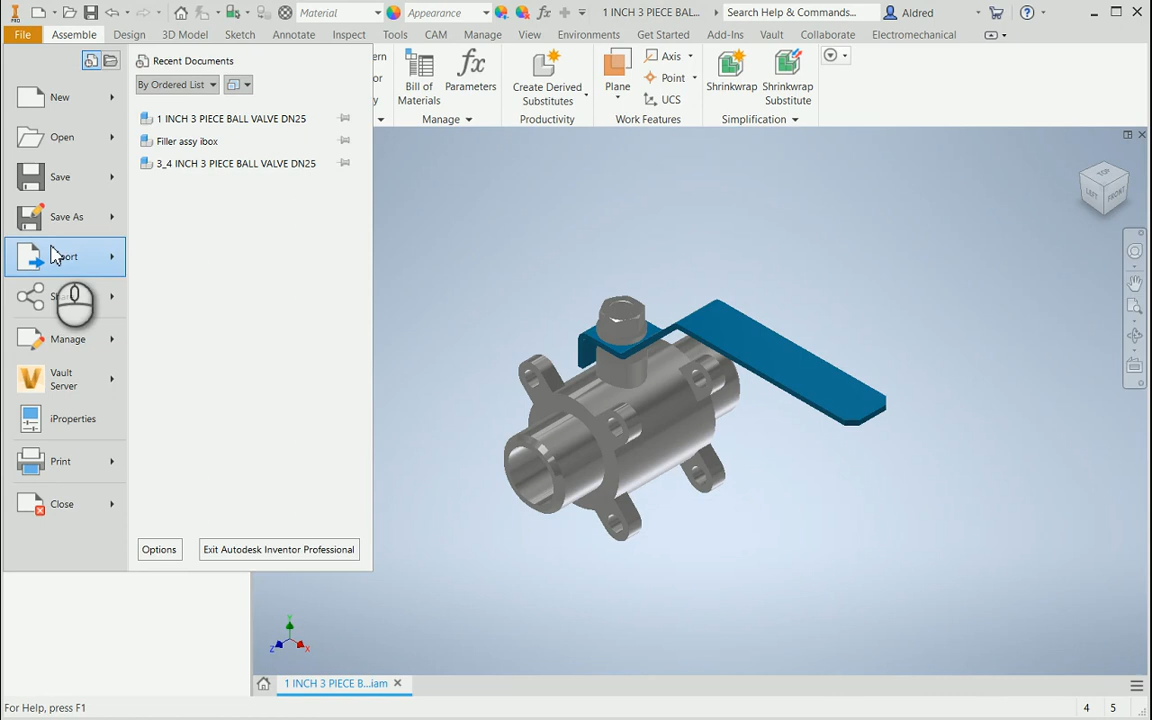 PRO
Material
Appearance
1 INCH 3 PIECE BAL...
Search Help & Commands...
Aldred
File
Assemble
Design
3D Model
Sketch
Annotate
Inspect
Tools
CAM
Manage
View
Environments
Get Started
Add-Ins
Vault
Collaborate
Electromechanical
Recent Documents
By Ordered List
1 INCH 3 PIECE BALL VALVE DN25
Filler assy ibox
3_4 INCH 3 PIECE BALL VALVE DN25
New
Open
Save
Save As
Manage
Vault
Server
iProperties
Print
Close
Options
Exit Autodesk Inventor Professional
Bill of
Materials
Parameters
Manage
Create Derived
Substitutes
Productivity
Plane
Axis
Point
UCS
Work Features
Shrinkwrap
Shrinkwrap
Substitute
Simplification
TOP
LEFT
FRONT
Y
Z
X
1 INCH 3 PIECE B...iam
For Help, press F1
4
5